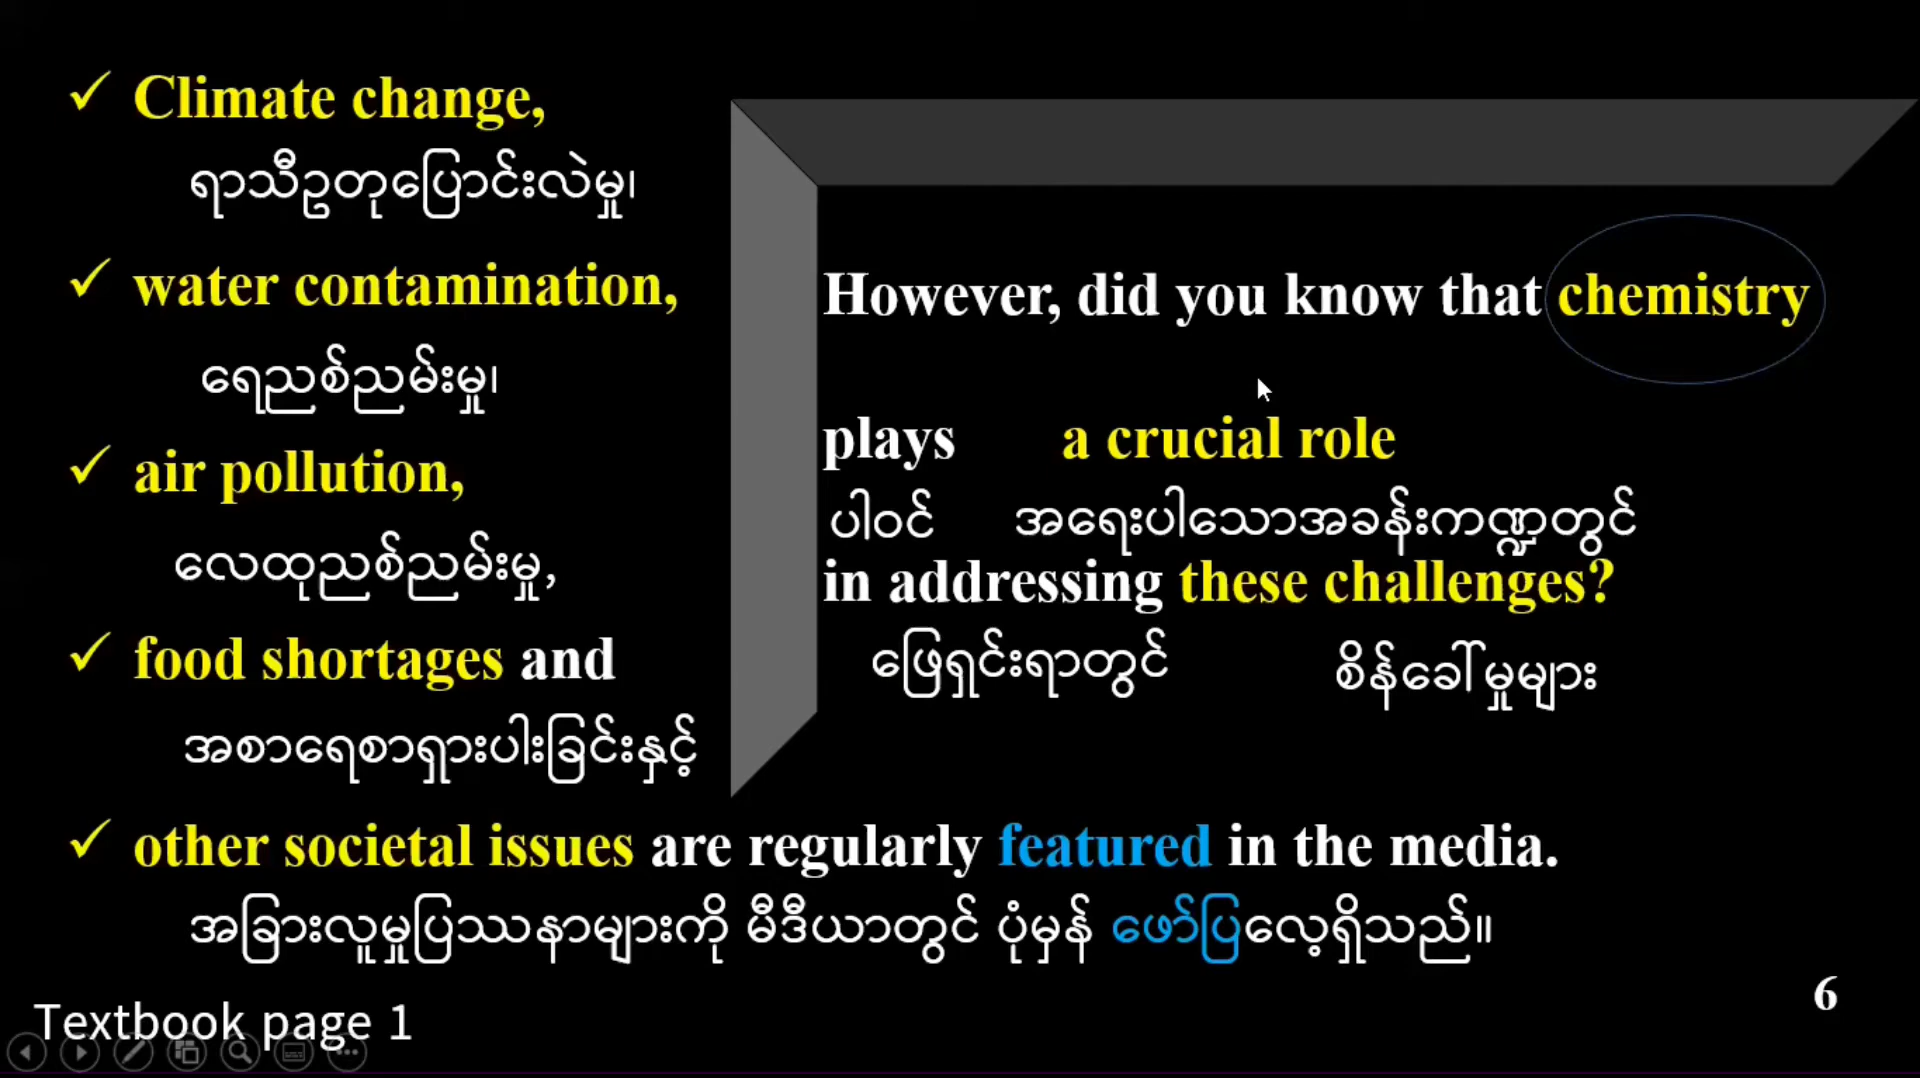 Climate change,
ရာသီဥတုပြောင်းလဲမှု၊
water contamination,
ရေညစ်ညမ်းမှု၊
air pollution,
လေထုညစ်ညမ်းမှု,
food shortages and
အစာရေစာရှားပါးခြင်းနှင့်
However, did you know that chemistry
plays a crucial role
ပါဝင် အရေးပါသောအခန်းကဏ္ဍတွင်
in addressing these challenges?
ဖြေရှင်းရာတွင် စိန်ခေါ်မှုများ
other societal issues are regularly featured in the media.
အခြားလူမှုပြဿနာများကို မီဒီယာတွင် ပုံမှန် ဖော်ပြလေ့ရှိသည်။
Textbook page 1
6